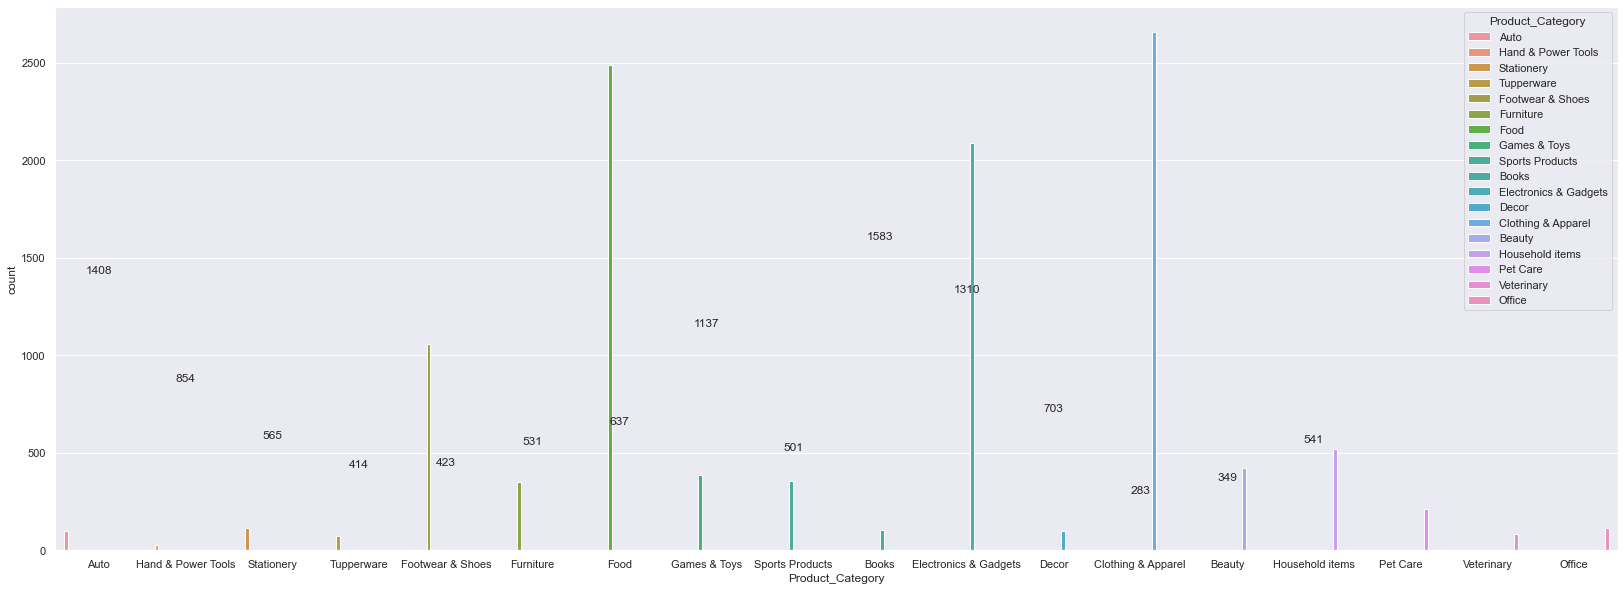 Product_Category
Auto
Hand & Power Tools
Stationery
Tupperware
Footwear & Shoes
Furniture
Food
Games & Toys
Sports Products
Books
Electronics & Gadgets
Decor
Clothing & Apparel
Beauty
Household items
Pet Care
Veterinary
Office
2500
2000
1500
1000
500
0
count
1408
854
565
414
423
531
637
1137
501
1583
1310
703
283
349
541
Auto Hand & Power Tools Stationery Tupperware Footwear & Shoes Furniture Food Games & Toys Sports Products Books Electronics & Gadgets Decor Clothing & Apparel Beauty Household items Pet Care Veterinary Office
Product_Category